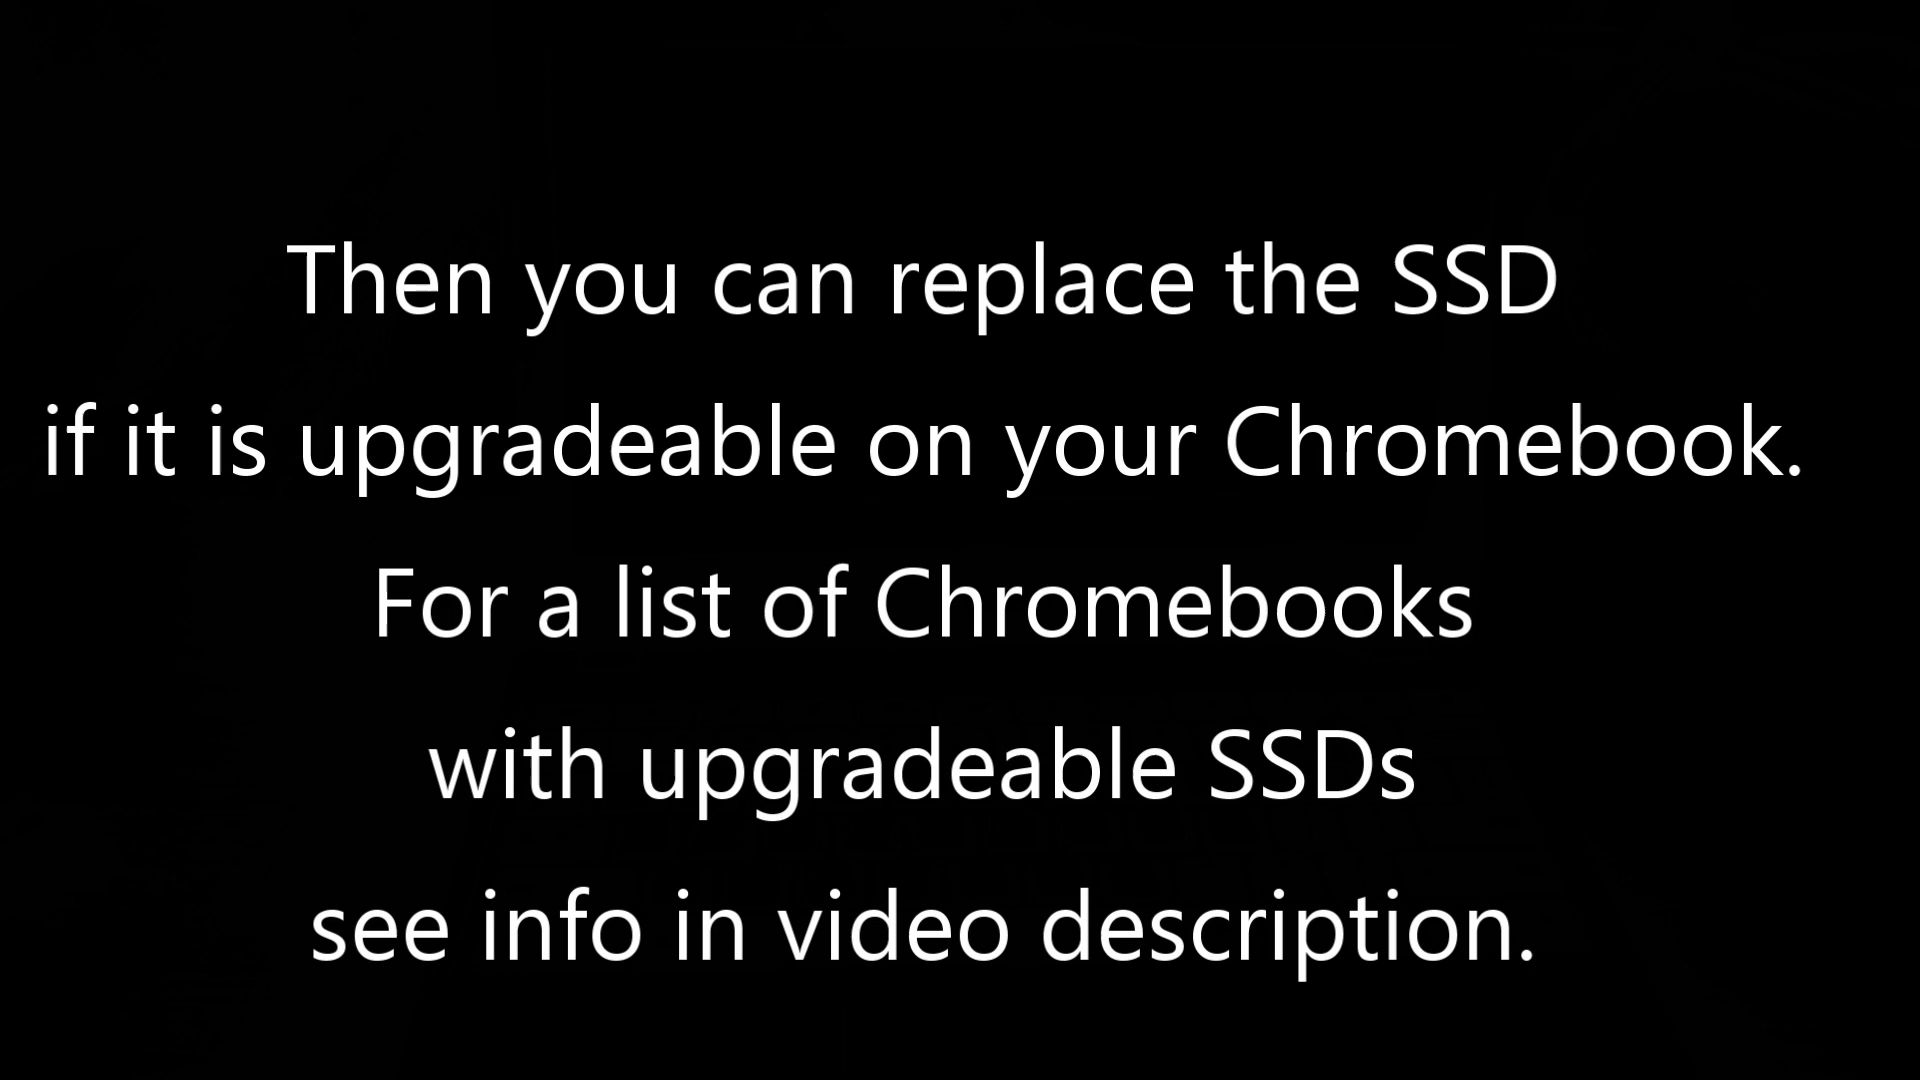 Then you can replace the SSD
if it is upgradeable on your Chromebook.
For a list of Chromebooks
with upgradeable SSDs
see info in video description.